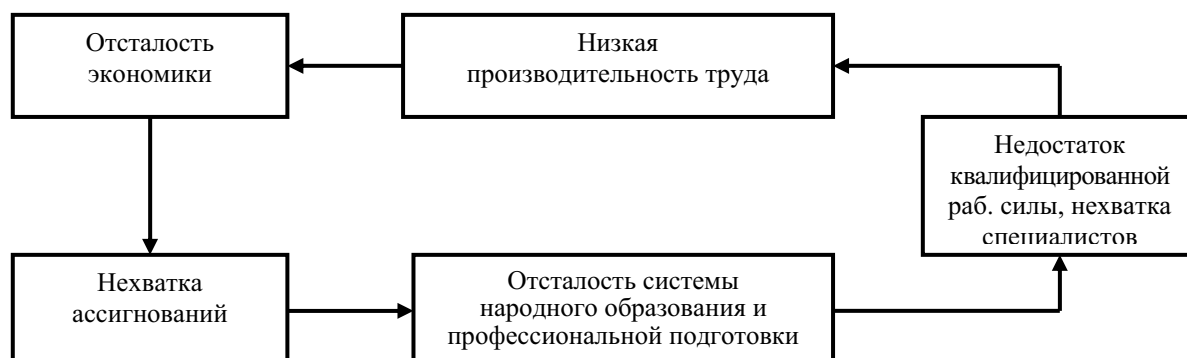 Отсталость
экономики
Низкая
производительность труда
Недостаток
квалифицированной
раб. силы, нехватка
специалистов
Нехватка
ассигнований
Отсталость системы
народного образования и
профессиональной подготовки